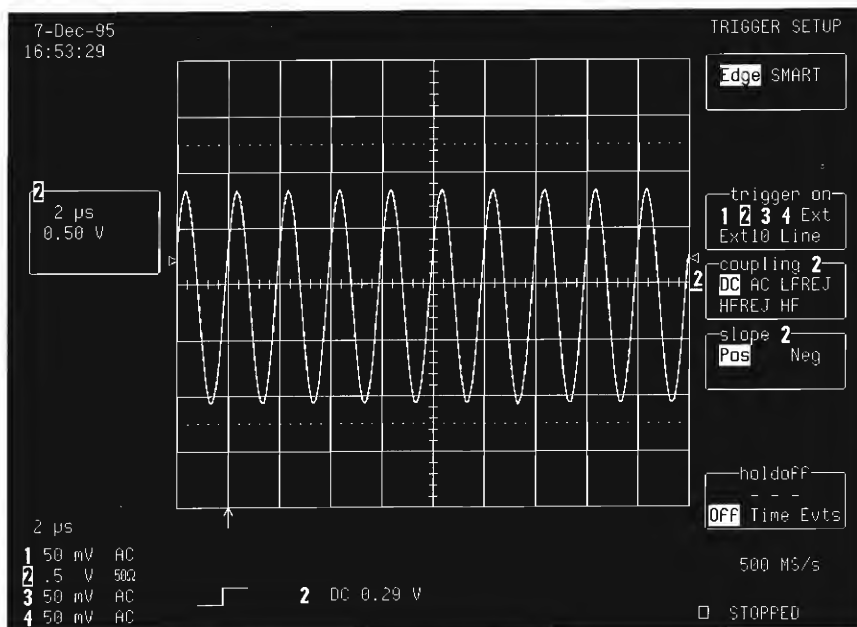 7-Dec-95
16:53:29
TRIGGER SETUP
Edge SMART
2
2 µs
0.50 V
trigger on
1 2 3 4 Ext
Ext10 Line
coupling 2
DC AC LFREJ
HFREJ HF
2
slope 2
Pos Neg
holdoff
- - -
Off Time Evts
2 µs
1 50 mV AC
2 .5 V 50Ω
3 50 mV AC
4 50 mV AC
2 DC 0.29 V
500 MS/s
STOPPED